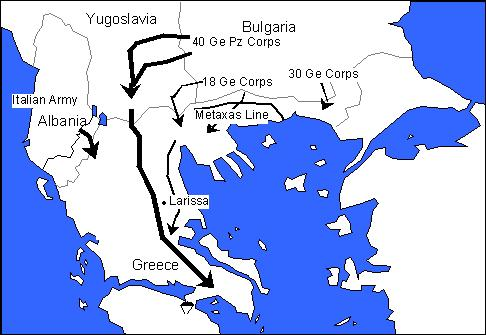 Yugoslavia
Bulgaria
40 Ge Pz Corps
30 Ge Corps
18 Ge Corps
Italian Army
Metaxas Line
Albania
Larissa
Greece